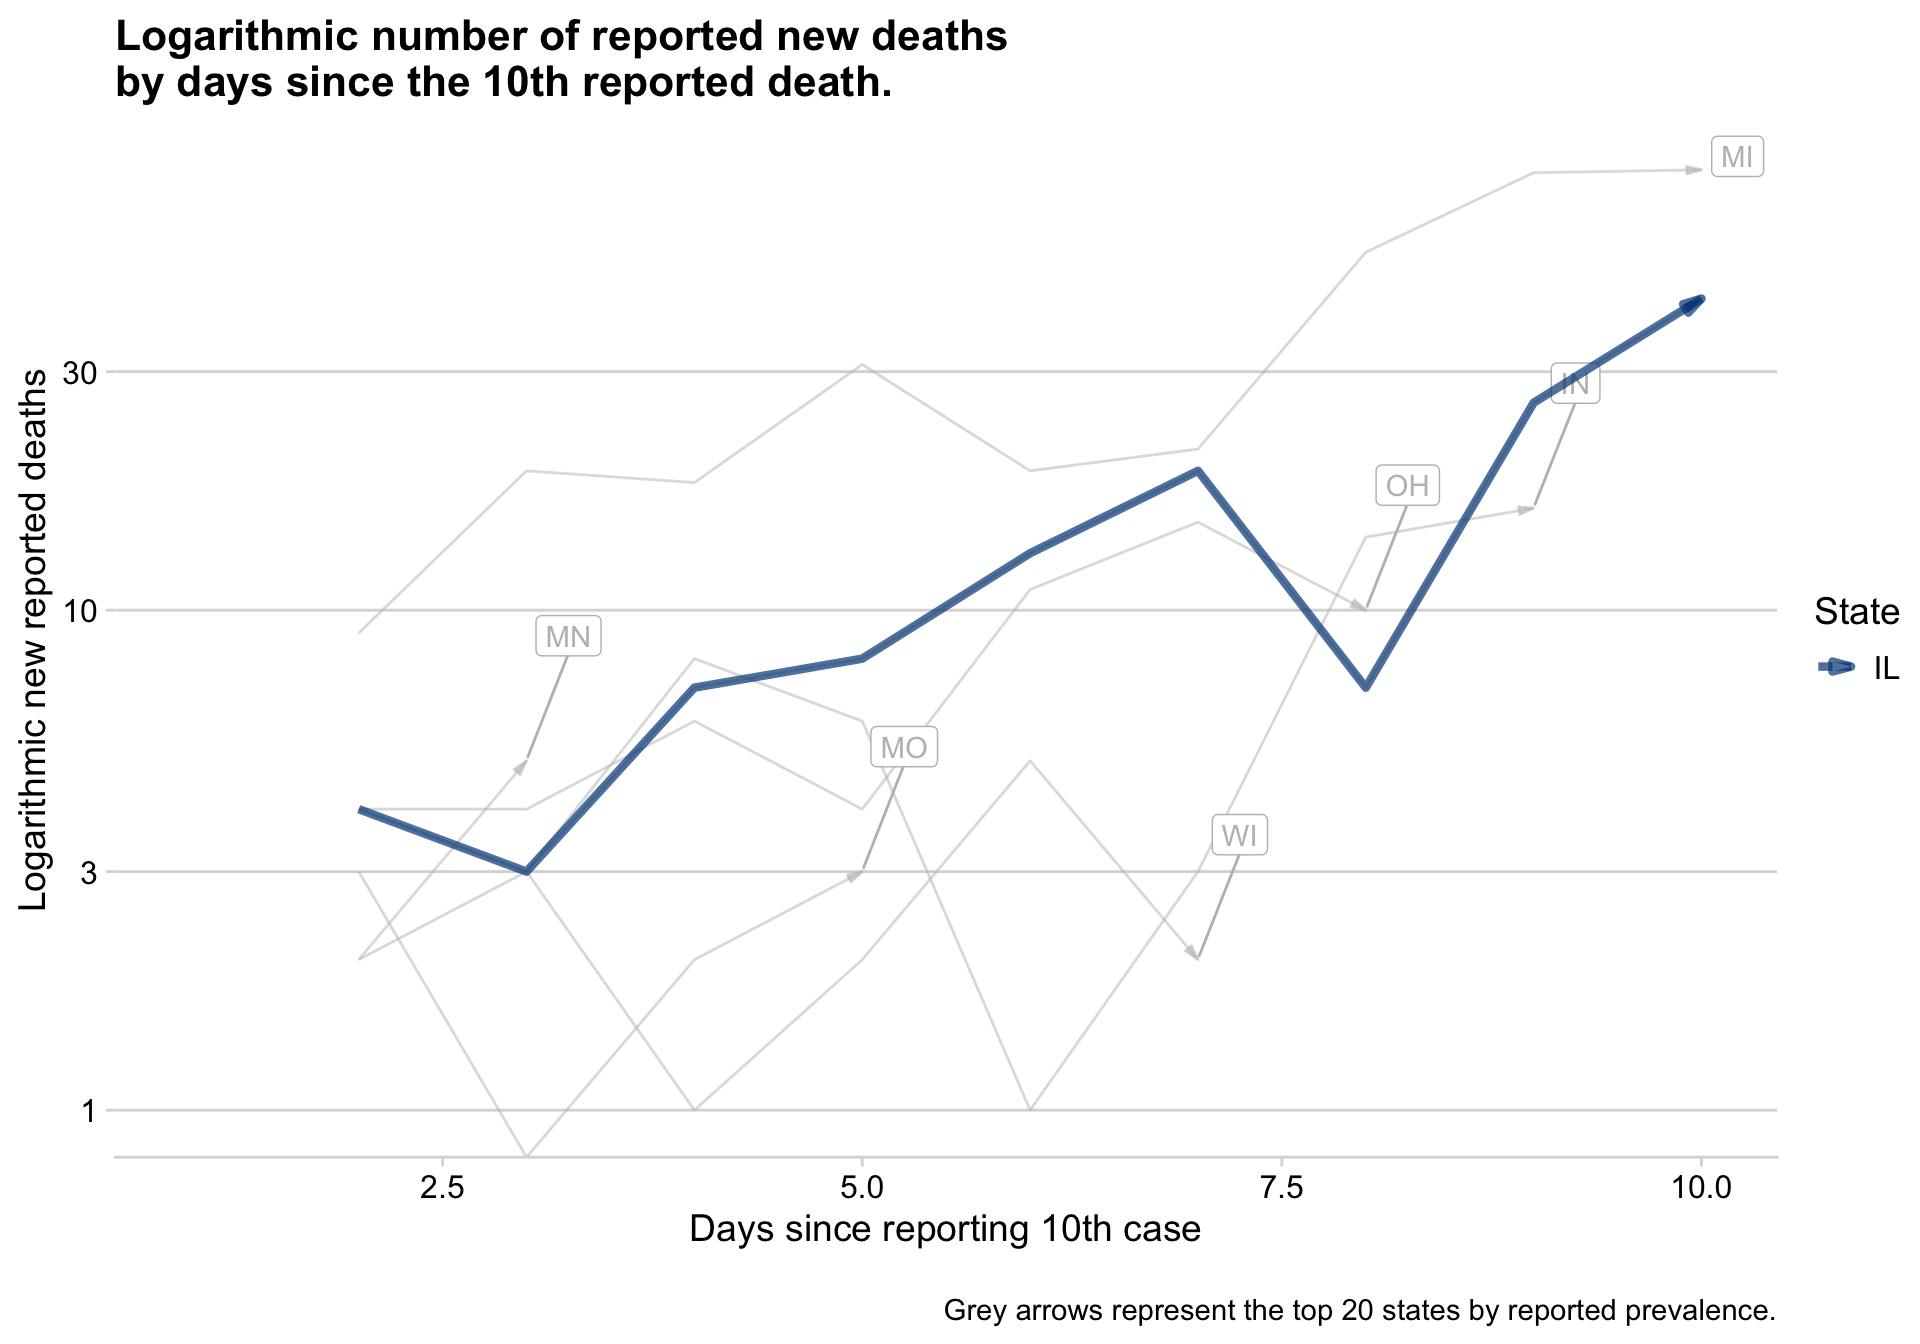 Logarithmic number of reported new deaths
by days since the 10th reported death.
MI
30
IN
OH
10
MN
MO
WI
3
1
Logarithmic new reported deaths
State
IL
2.5 5.0 7.5 10.0
Days since reporting 10th case
Grey arrows represent the top 20 states by reported prevalence.